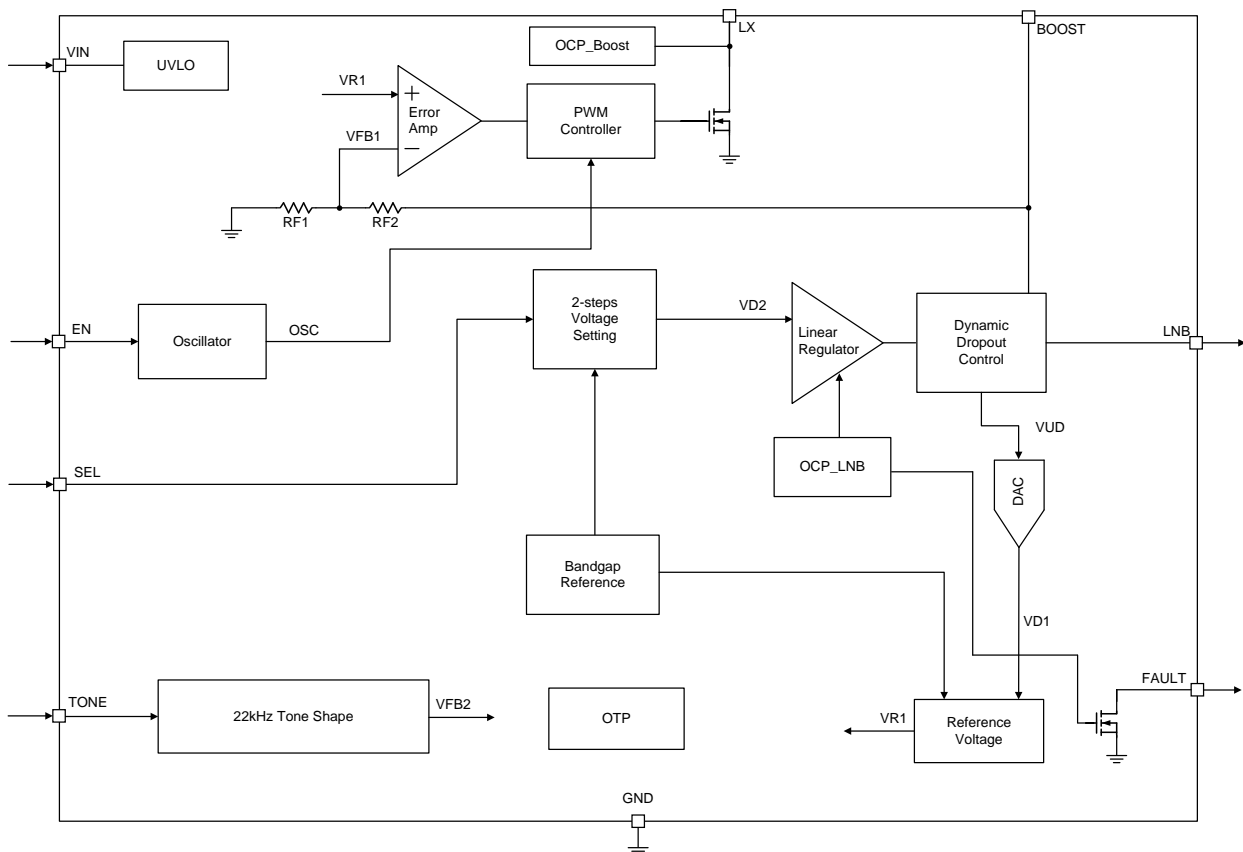 LX
BOOST
VIN
UVLO
OCP_Boost
VR1
+
Error
Amp
−
PWM
Controller
VFB1
RF1
RF2
EN
Oscillator
OSC
2-steps
Voltage
Setting
VD2
Linear
Regulator
Dynamic
Dropout
Control
LNB
VUD
SEL
OCP_LNB
DAC
Bandgap
Reference
VD1
TONE
22kHz Tone Shape
VFB2
OTP
VR1
Reference
Voltage
FAULT
GND